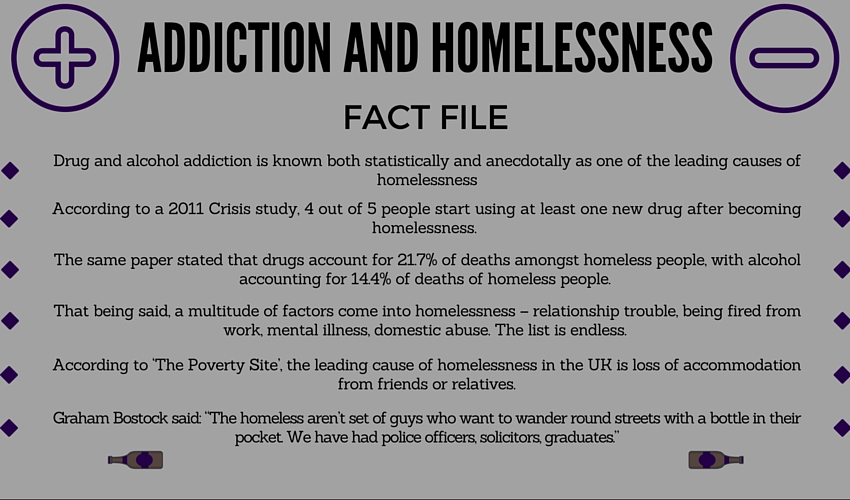 ADDICTION AND HOMELESSNESS
FACT FILE
Drug and alcohol addiction is known both statistically and anecdotally as one of the leading causes of
homelessness
According to a 2011 Crisis study, 4 out of 5 people start using at least one new drug after becoming
homelessness.
The same paper stated that drugs account for 21.7% of deaths amongst homeless people, with alcohol
accounting for 14.4% of deaths of homeless people.
That being said, a multitude of factors come into homelessness – relationship trouble, being fired from
work, mental illness, domestic abuse. The list is endless.
According to ‘The Poverty Site’, the leading cause of homelessness in the UK is loss of accommodation
from friends or relatives.
Graham Bostock said: “The homeless aren’t set of guys who want to wander round streets with a bottle in their
pocket. We have had police officers, solicitors, graduates.”